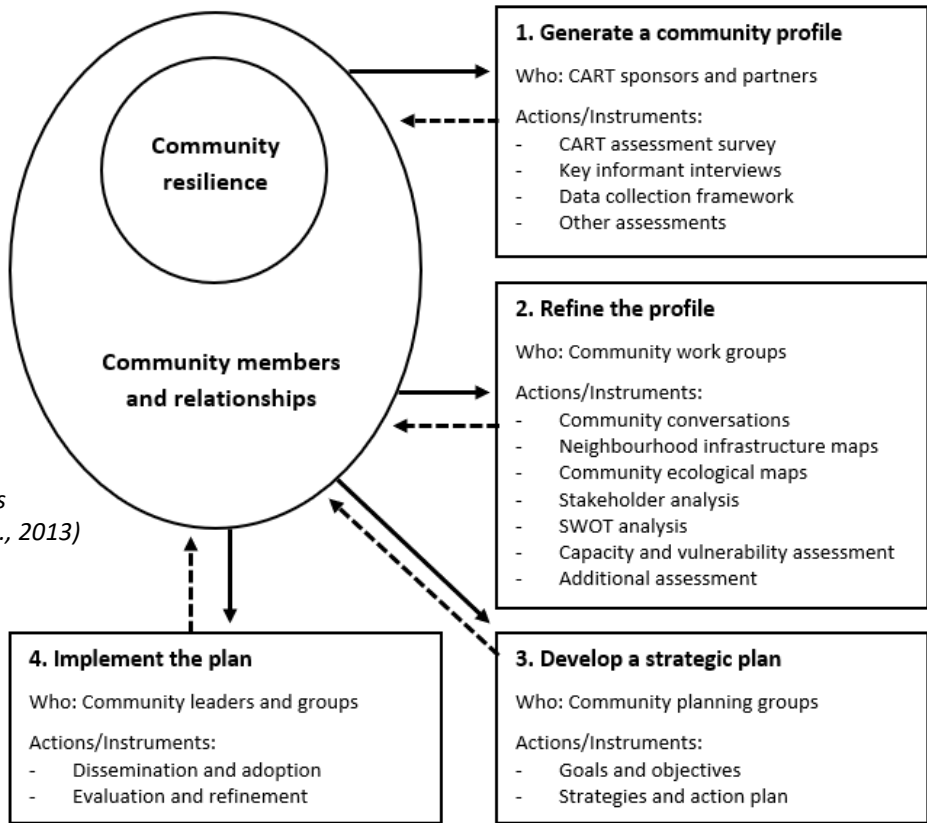 Community
resilience
Community members
and relationships
s
., 2013)
1. Generate a community profile
Who: CART sponsors and partners
Actions/Instruments:
- CART assessment survey
- Key informant interviews
- Data collection framework
- Other assessments
2. Refine the profile
Who: Community work groups
Actions/Instruments:
- Community conversations
- Neighbourhood infrastructure maps
- Community ecological maps
- Stakeholder analysis
- SWOT analysis
- Capacity and vulnerability assessment
- Additional assessment
3. Develop a strategic plan
Who: Community planning groups
Actions/Instruments:
- Goals and objectives
- Strategies and action plan
4. Implement the plan
Who: Community leaders and groups
Actions/Instruments:
- Dissemination and adoption
- Evaluation and refinement